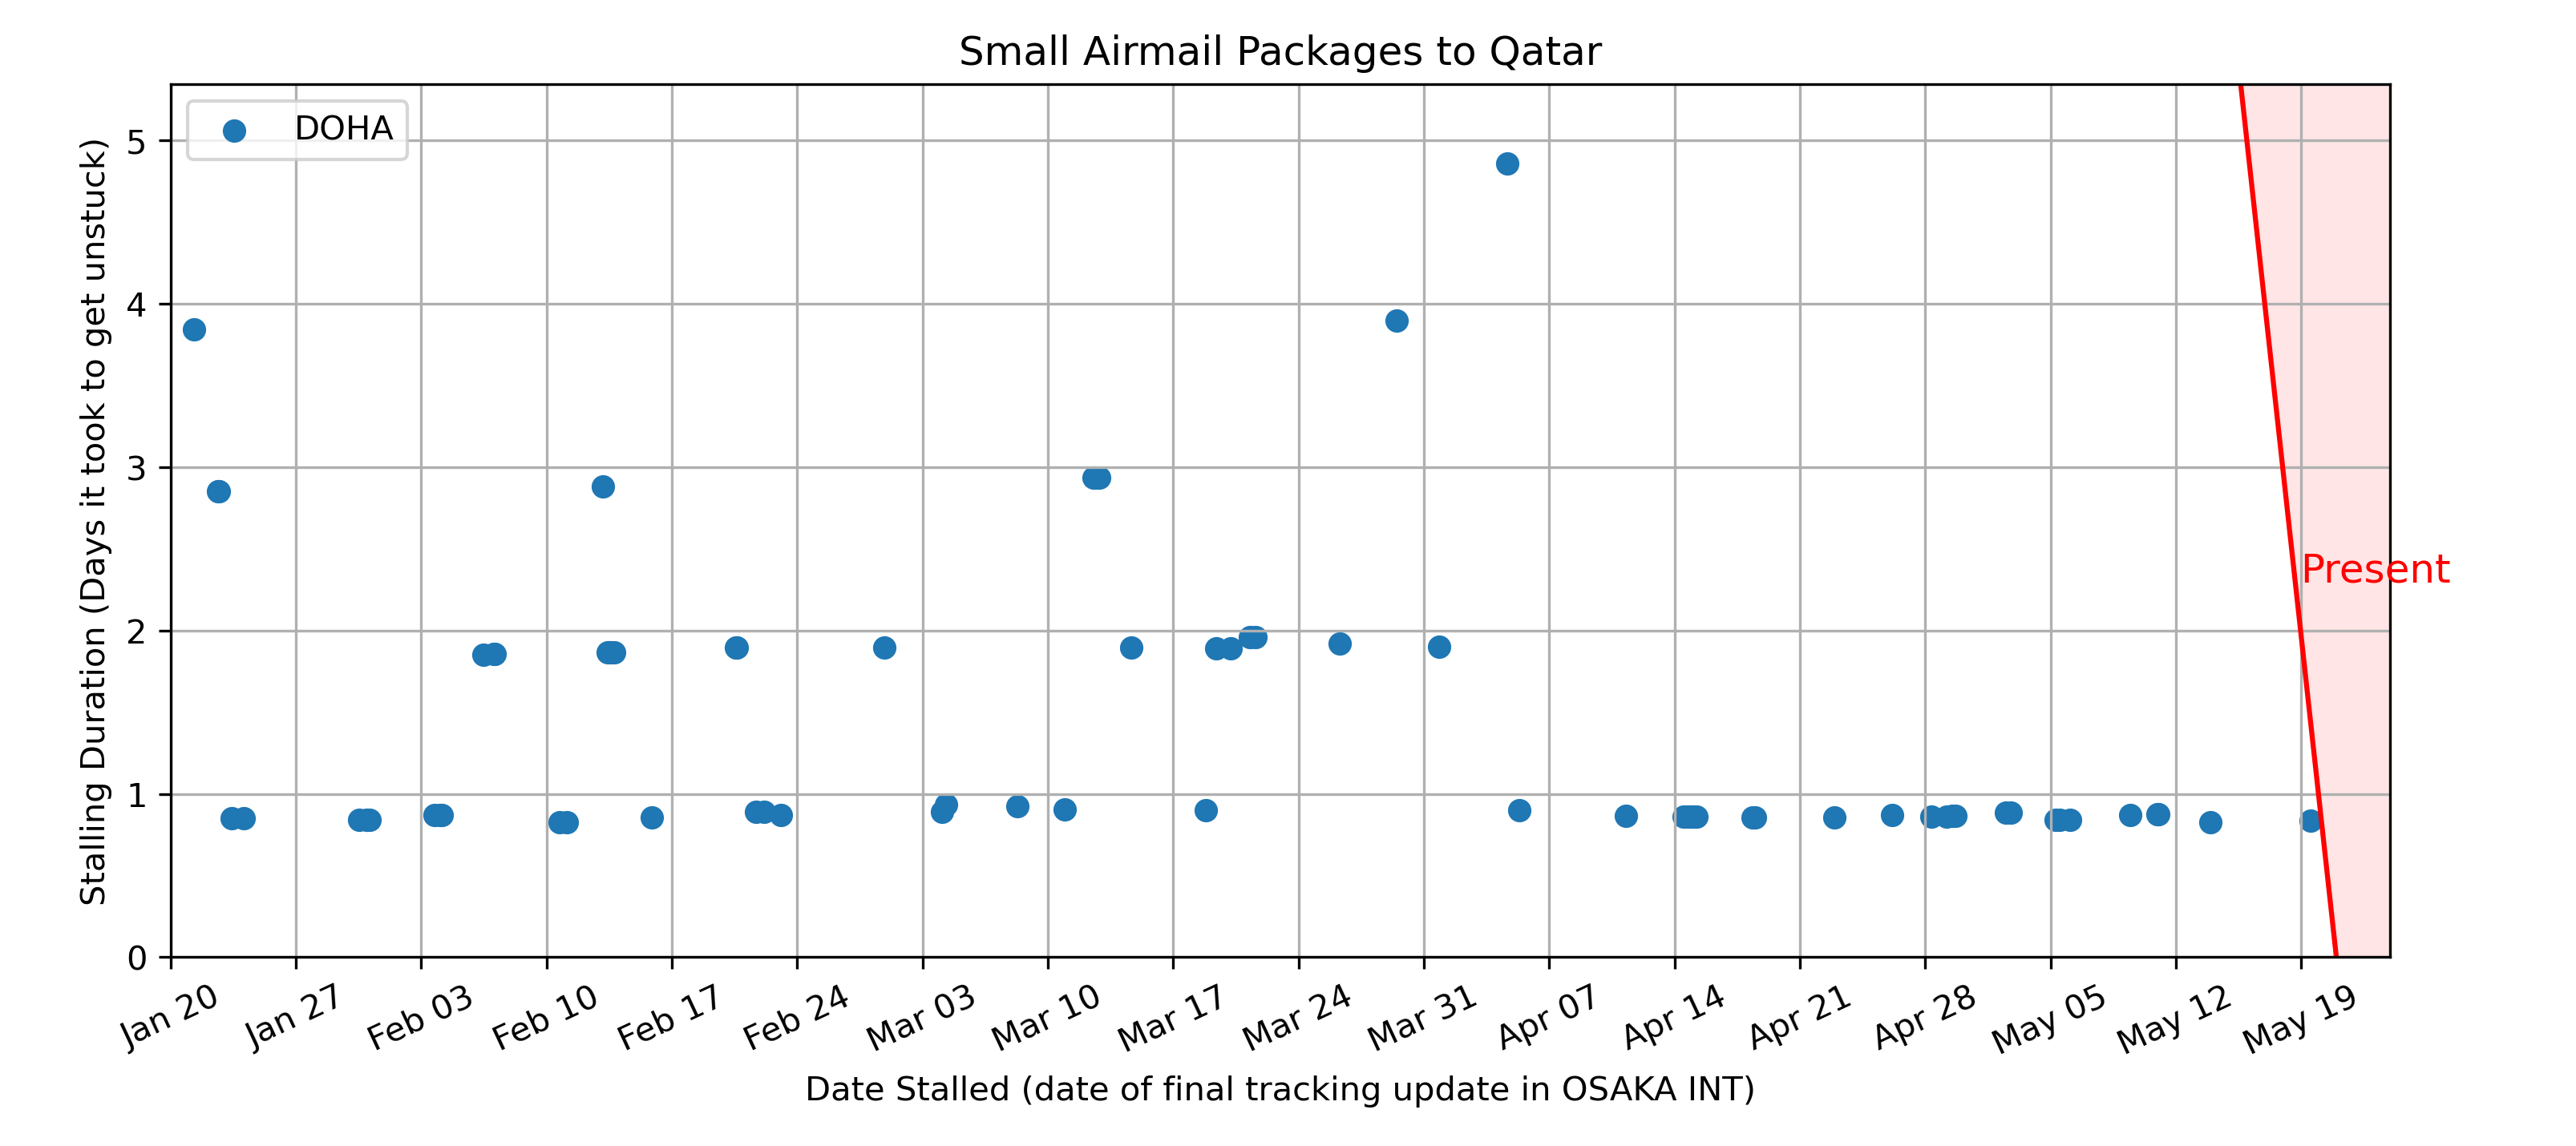 Small Airmail Packages to Qatar
DOHA
Stalling Duration (Days it took to get unstuck)
5
4
3
2
1
0
Present
Jan 20
Jan 27
Feb 03
Feb 10
Feb 17
Feb 24
Mar 03
Mar 10
Mar 17
Mar 24
Mar 31
Apr 07
Apr 14
Apr 21
Apr 28
May 05
May 12
May 19
Date Stalled (date of final tracking update in OSAKA INT)